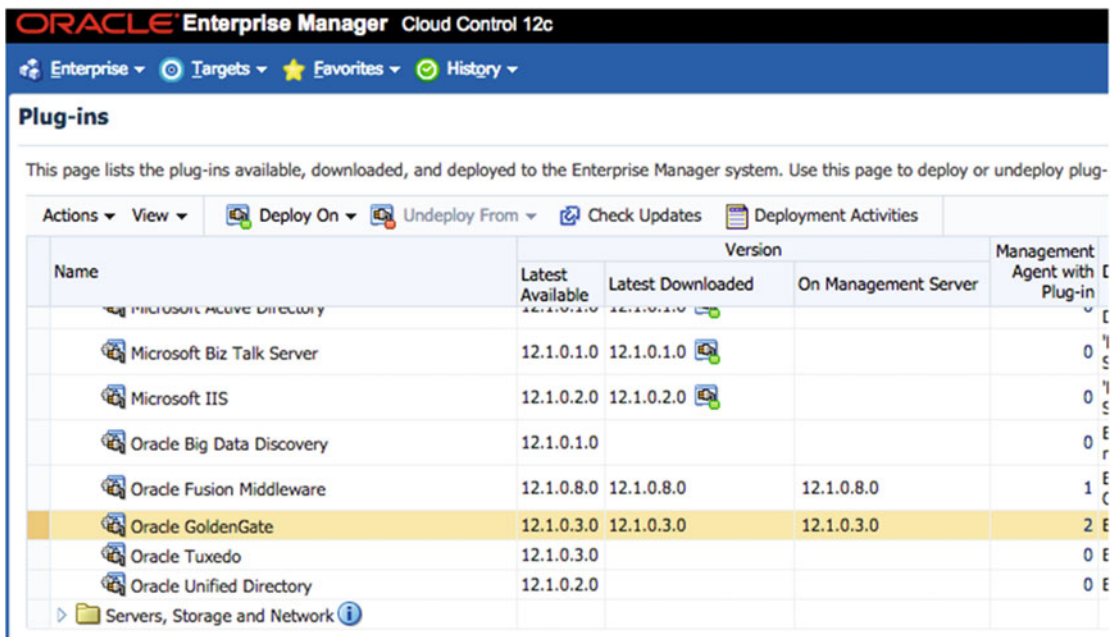 ORACLE Enterprise Manager Cloud Control 12c
Enterprise Targets Favorites History
Plug-ins
This page lists the plug-ins available, downloaded, and deployed to the Enterprise Manager system. Use this page to deploy or undeploy plug-
Actions View Deploy On Undeploy From Check Updates Deployment Activities
Name
Version
Latest Available
Latest Downloaded
On Management Server
Management Agent with Plug-in
Microsoft Active Directory
Microsoft Biz Talk Server 12.1.0.1.0 12.1.0.1.0 0
Microsoft IIS 12.1.0.2.0 12.1.0.2.0 0
Oracle Big Data Discovery 12.1.0.1.0 0
Oracle Fusion Middleware 12.1.0.8.0 12.1.0.8.0 12.1.0.8.0 1
Oracle GoldenGate 12.1.0.3.0 12.1.0.3.0 12.1.0.3.0 2 E
Oracle Tuxedo 12.1.0.3.0 0 E
Oracle Unified Directory 12.1.0.2.0 0 E
Servers, Storage and Network